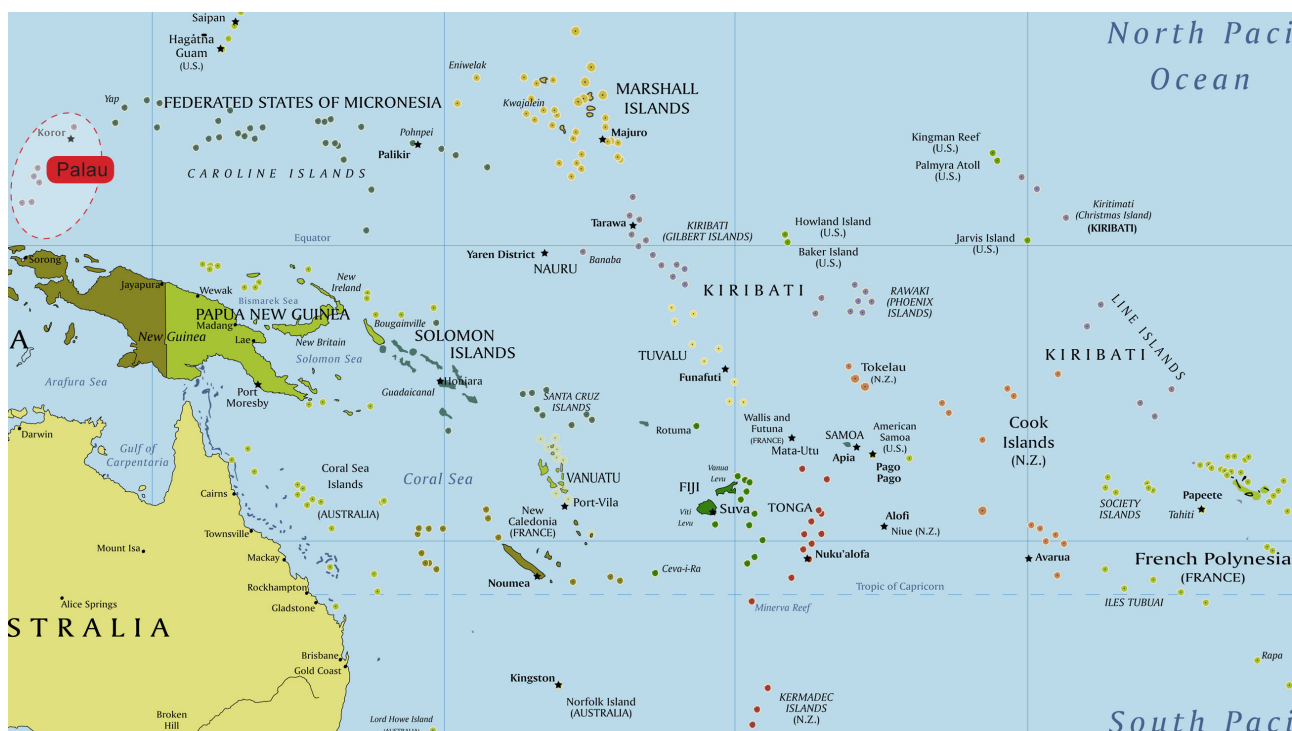 Saipan
Hagåtña
Guam
(U.S.)
North Paci
Ocean
Eniwelak
MARSHALL
ISLANDS
Yap
FEDERATED STATES OF MICRONESIA
Kwajalein
Koror
Pohnpei
Palikir
Majuro
Kingman Reef
(U.S.)
Palmyra Atoll
(U.S.)
Palau
CAROLINE ISLANDS
Kiritimati
(Christmas Island)
(KIRIBATI)
Tarawa
KIRIBATI
(GILBERT ISLANDS)
Howland Island
(U.S.)
Equator
Jarvis Island
(U.S.)
Yaren District
NAURU
Banaba
Baker Island
(U.S.)
Sorong
Jayapura
Wewak
New
Ireland
Bismarek Sea
KIRIBATI
RAWAKI
(PHOENIX
ISLANDS)
LINE ISLANDS
PAPUA NEW GUINEA
Madang
Bougainville
New Guinea
Lae
New Britain
SOLOMON
ISLANDS
Solomon Sea
A
TUVALU
KIRIBATI
Arafura Sea
Port
Moresby
Guadaicanal
Honiara
Funafuti
Tokelau
(N.Z.)
SANTA CRUZ
ISLANDS
Darwin
Rotuma
Wallis and
Futuna
(FRANCE)
Mata-Utu
SAMOA
Apia
American
Samoa
(U.S.)
Pago
Pago
Cook
Islands
(N.Z.)
Gulf of
Carpentaria
Coral Sea
Islands
(AUSTRALIA)
Coral Sea
VANUATU
Port-Vila
Vanua
Levu
FIJI
Viti
Levu
Suva
TONGA
SOCIETY
ISLANDS
Papeete
Tahiti
Cairns
New
Caledonia
(FRANCE)
Alofi
Niue (N.Z.)
Townsville
Mount Isa
Mackay
Noumea
Nuku'alofa
Avarua
French Polynesia
(FRANCE)
Ceva-i-Ra
Rockhampton
Tropic of Capricorn
Alice Springs
Gladstone
Minerva Reef
ILES TUBUAI
STRALIA
Brisbane
Gold Coast
Rapa
Kingston
Norfolk Island
(AUSTRALIA)
KERMADEC
ISLANDS
(N.Z.)
Broken
Hill
Lord Howe Island
(AUSTRALIA)
South Paci